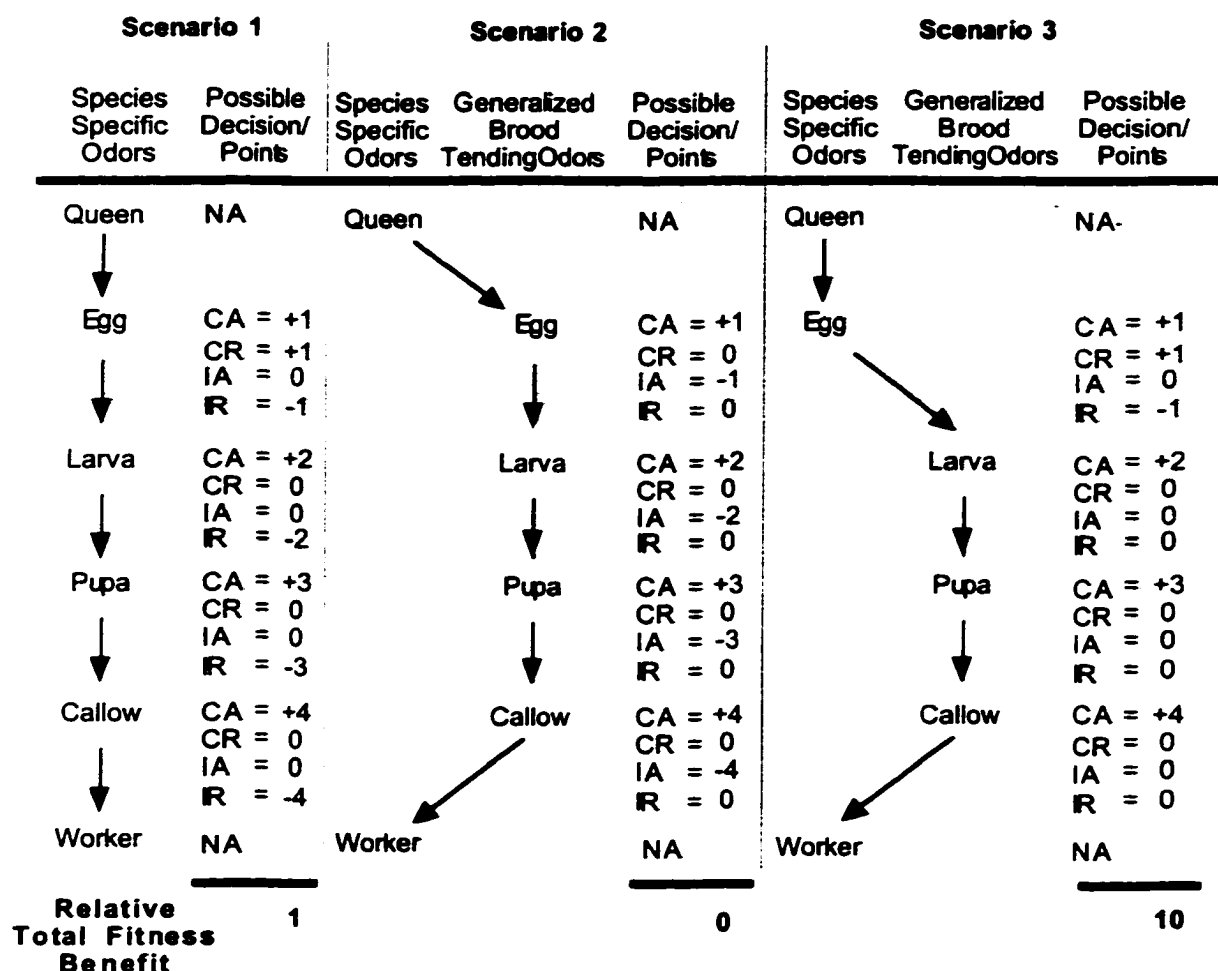 Scenario 1 Scenario 2 Scenario 3
Species Specific Odors Possible Decision/ Points Species Specific Odors Generalized Brood TendingOdors Possible Decision/ Points Species Specific Odors Generalized Brood TendingOdors Possible Decision/ Points
Queen NA Queen NA Queen NA-
Egg CA = +1 Egg CA = +1 Egg CA = +1
CR = +1 CR = 0 CR = +1
IA = 0 IA = -1 IA = 0
IR = -1 IR = 0 IR = -1
Larva CA = +2 Larva CA = +2 Larva CA = +2
CR = 0 CR = 0 CR = 0
IA = 0 IA = -2 IA = 0
IR = -2 IR = 0 IR = 0
Pupa CA = +3 Pupa CA = +3 Pupa CA = +3
CR = 0 CR = 0 CR = 0
IA = 0 IA = -3 IA = 0
IR = -3 IR = 0 IR = 0
Callow CA = +4 Callow CA = +4 Callow CA = +4
CR = 0 CR = 0 CR = 0
IA = 0 IA = -4 IA = 0
IR = -4 IR = 0 IR = 0
Worker NA Worker NA Worker NA
Relative 1 0 10
Total Fitness
Benefit